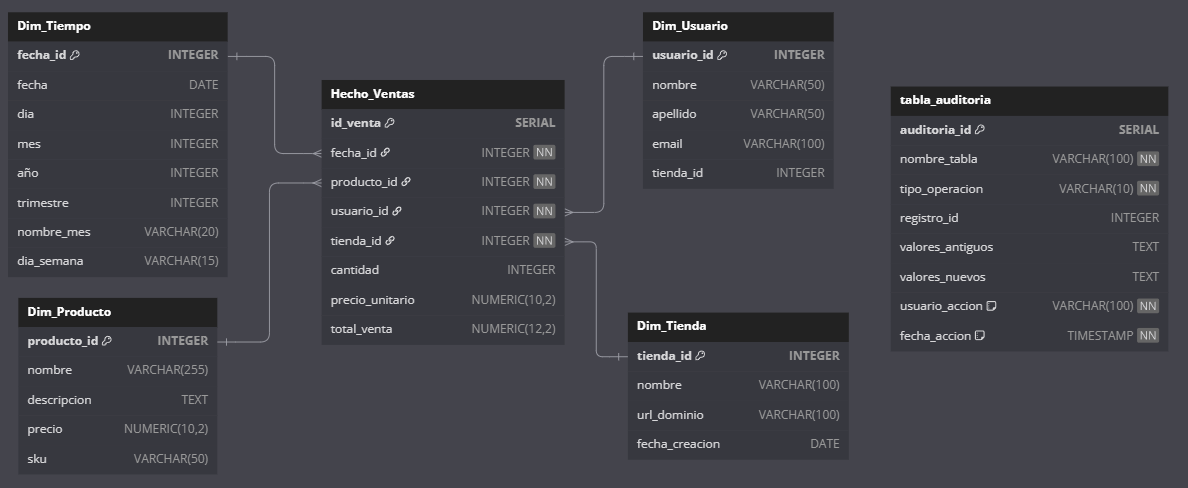 Dim_Tiempo
fecha_id INTEGER
fecha DATE
dia INTEGER
mes INTEGER
año INTEGER
trimestre INTEGER
nombre_mes VARCHAR(20)
dia_semana VARCHAR(15)
Dim_Producto
producto_id INTEGER
nombre VARCHAR(255)
descripcion TEXT
precio NUMERIC(10,2)
sku VARCHAR(50)
Hecho_Ventas
id_venta SERIAL
fecha_id INTEGER NN
producto_id INTEGER NN
usuario_id INTEGER NN
tienda_id INTEGER NN
cantidad INTEGER
precio_unitario NUMERIC(10,2)
total_venta NUMERIC(12,2)
Dim_Usuario
usuario_id INTEGER
nombre VARCHAR(50)
apellido VARCHAR(50)
email VARCHAR(100)
tienda_id INTEGER
Dim_Tienda
tienda_id INTEGER
nombre VARCHAR(100)
url_dominio VARCHAR(100)
fecha_creacion DATE
tabla_auditoria
auditoria_id SERIAL
nombre_tabla VARCHAR(100) NN
tipo_operacion VARCHAR(10) NN
registro_id INTEGER
valores_antiguos TEXT
valores_nuevos TEXT
usuario_accion VARCHAR(100) NN
fecha_accion TIMESTAMP NN